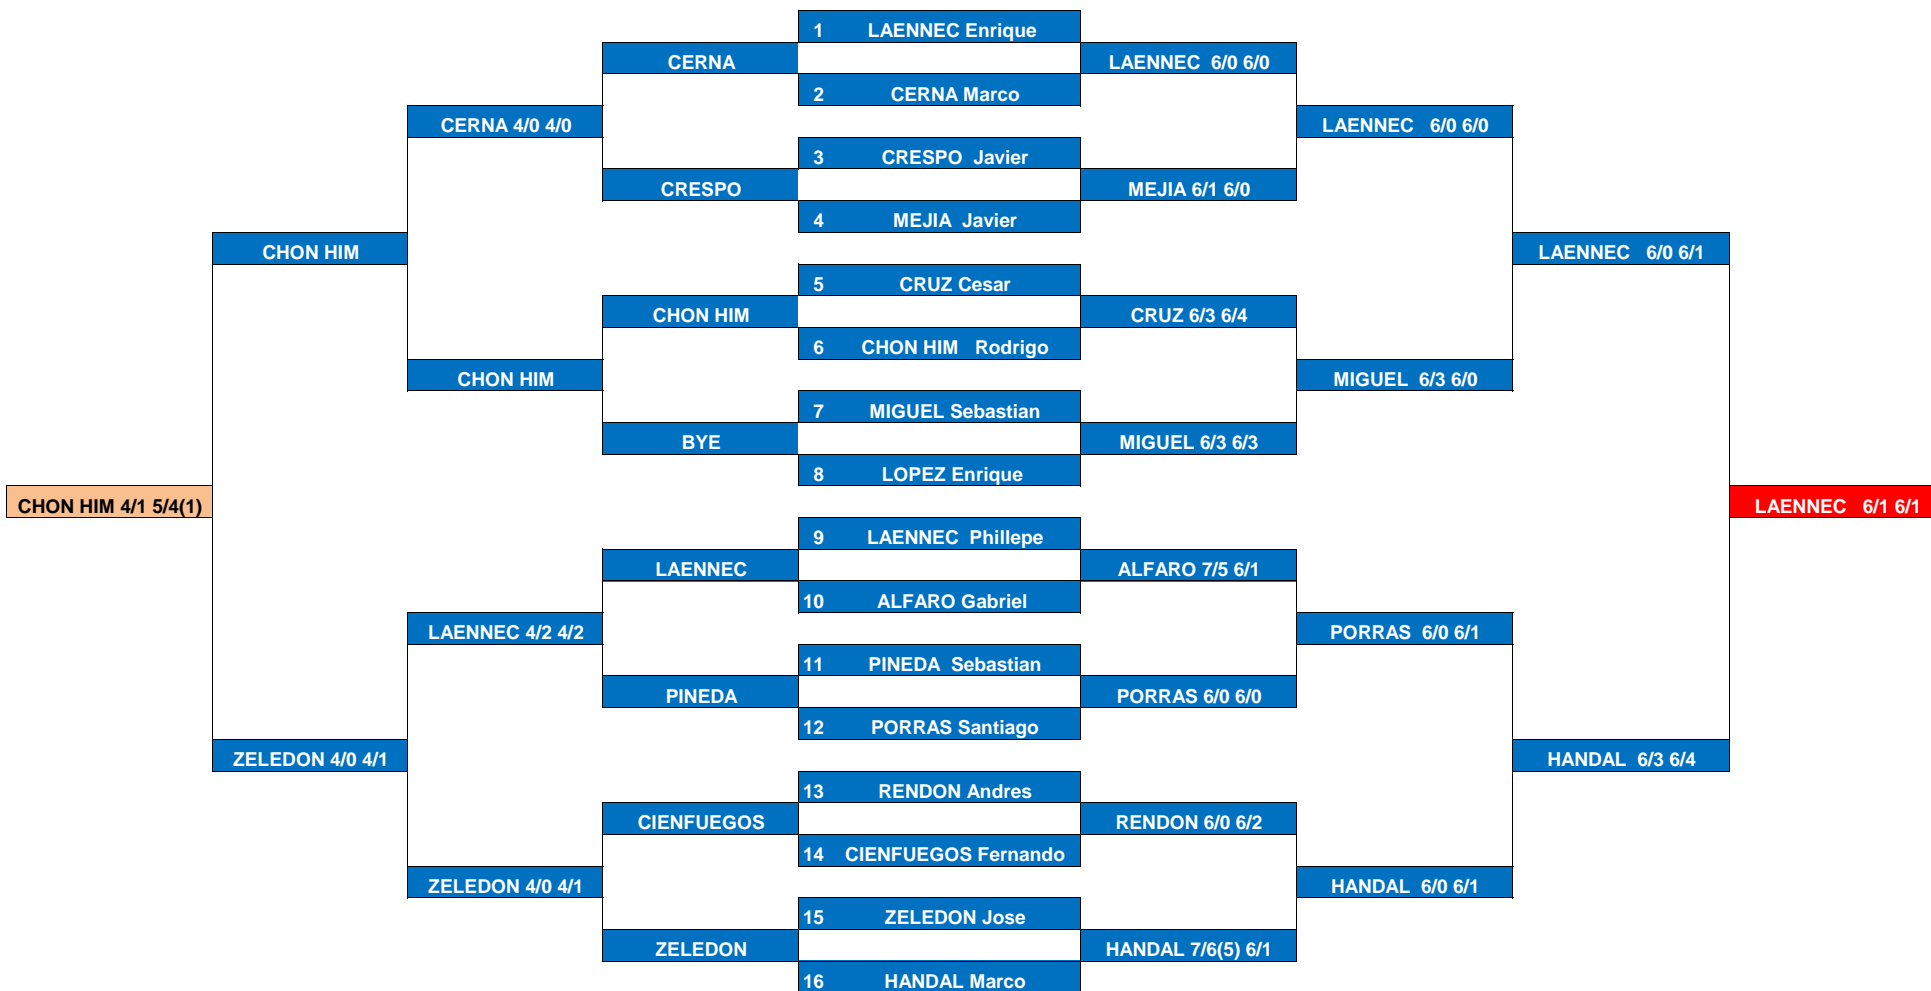 1 LAENNEC Enrique
CERNA LAENNEC 6/0 6/0
2 CERNA Marco
CERNA 4/0 4/0 LAENNEC 6/0 6/0
3 CRESPO Javier
CRESPO MEJIA 6/1 6/0
4 MEJIA Javier
CHON HIM LAENNEC 6/0 6/1
5 CRUZ Cesar
CHON HIM CRUZ 6/3 6/4
6 CHON HIM Rodrigo
CHON HIM MIGUEL 6/3 6/0
7 MIGUEL Sebastian
BYE MIGUEL 6/3 6/3
8 LOPEZ Enrique
CHON HIM 4/1 5/4(1) LAENNEC 6/1 6/1
9 LAENNEC Phillepe
LAENNEC ALFARO 7/5 6/1
10 ALFARO Gabriel
LAENNEC 4/2 4/2 PORRAS 6/0 6/1
11 PINEDA Sebastian
PINEDA PORRAS 6/0 6/0
12 PORRAS Santiago
ZELEDON 4/0 4/1 HANDAL 6/3 6/4
13 RENDON Andres
CIENFUEGOS RENDON 6/0 6/2
14 CIENFUEGOS Fernando
ZELEDON 4/0 4/1 HANDAL 6/0 6/1
15 ZELEDON Jose
ZELEDON HANDAL 7/6(5) 6/1
16 HANDAL Marco